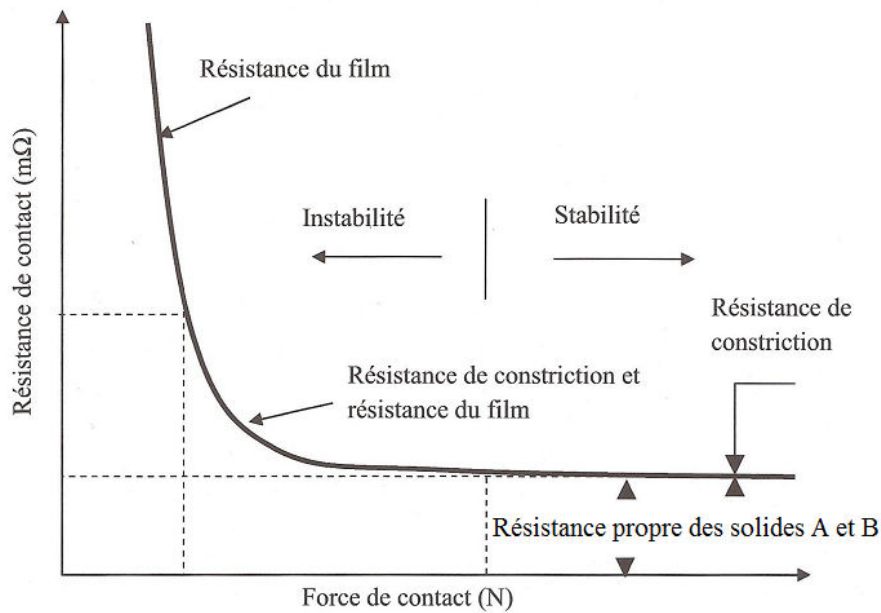 Résistance du film
Résistance de contact (mΩ)
Instabilité
Stabilité
Résistance de
constriction
Résistance de constriction et
résistance du film
Résistance propre des solides A et B
Force de contact (N)